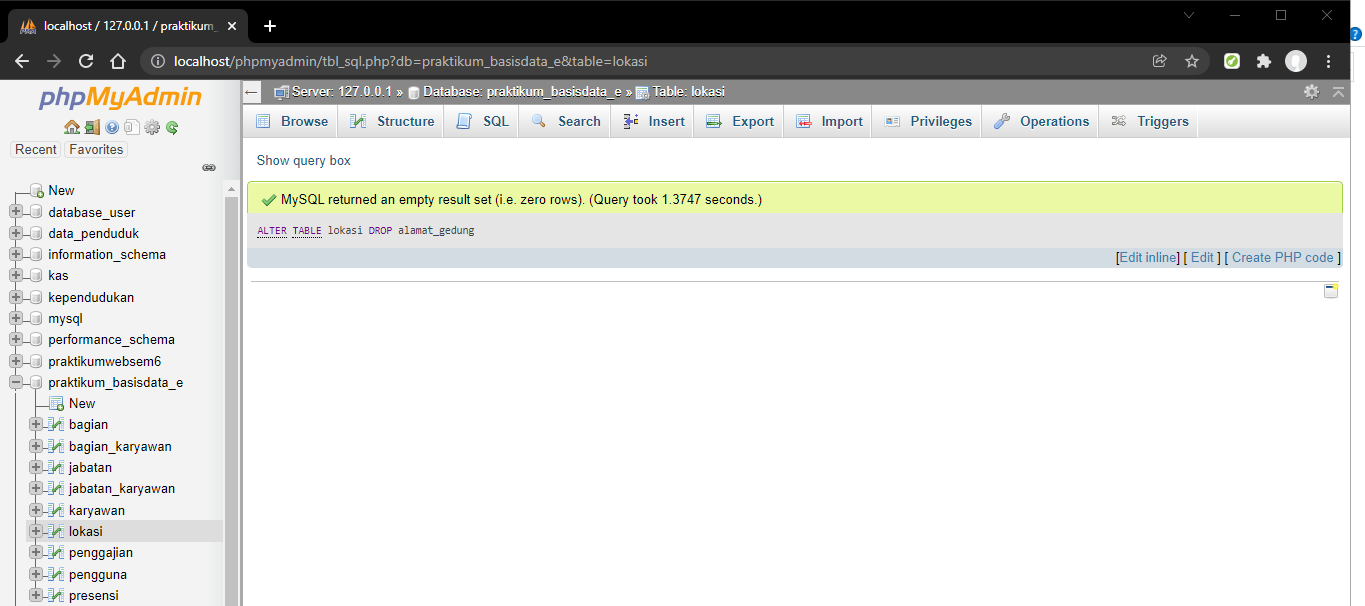 localhost / 127.0.0.1 / praktikum_
localhost/phpmyadmin/tbl_sql.php?db=praktikum_basisdata_e&table=lokasi
phpMyAdmin
Recent Favorites
New
database_user
data_penduduk
information_schema
kas
kependudukan
mysql
performance_schema
praktikumwebsem6
praktikum_basisdata_e
New
bagian
bagian_karyawan
jabatan
jabatan_karyawan
karyawan
lokasi
penggajian
pengguna
presensi
Server: 127.0.0.1 » Database: praktikum_basisdata_e » Table: lokasi
Browse Structure SQL Search Insert Export Import Privileges Operations Triggers
Show query box
MySQL returned an empty result set (i.e. zero rows). (Query took 1.3747 seconds.)
ALTER TABLE lokasi DROP alamat_gedung
[Edit inline] [ Edit ] [ Create PHP code ]